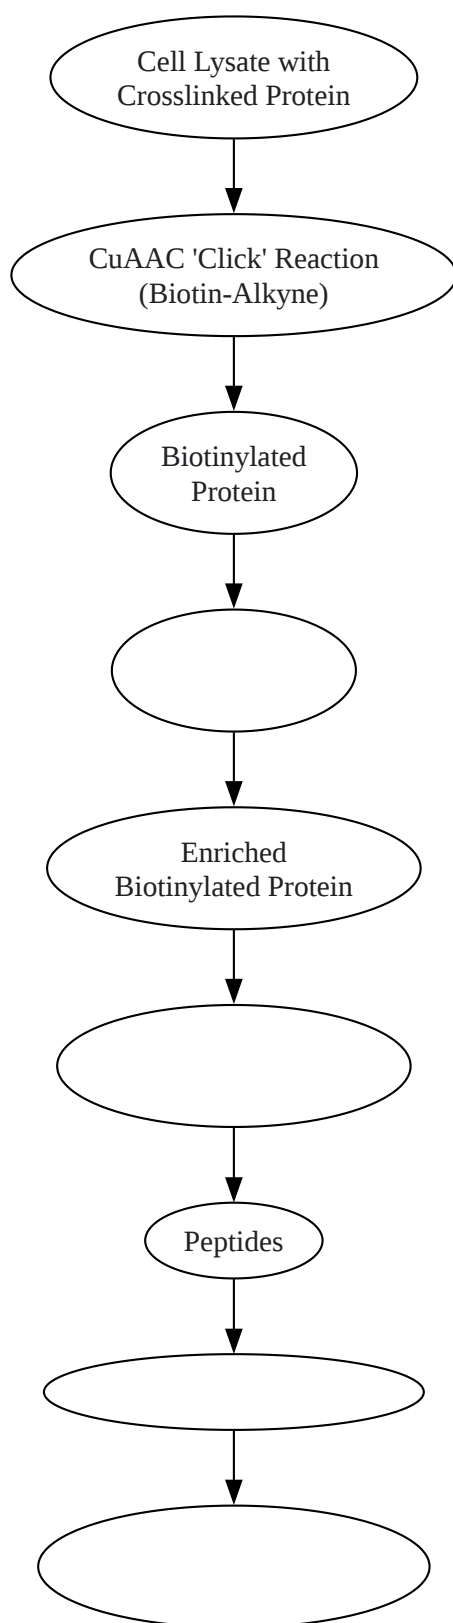 Cell Lysate with
Crosslinked Protein
CuAAC 'Click' Reaction
(Biotin-Alkyne)
Biotinylated
Protein
Enriched
Biotinylated Protein
Peptides